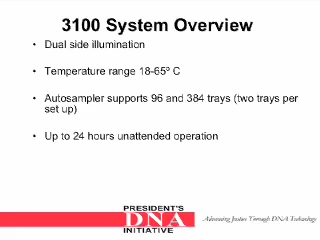 3100 System Overview
• Dual side illumination
• Temperature range 18-65º C
• Autosampler supports 96 and 384 trays (two trays per
set up)
• Up to 24 hours unattended operation
PRESIDENT'S
DNA
INITIATIVE
Advancing Justice Through DNA Technology